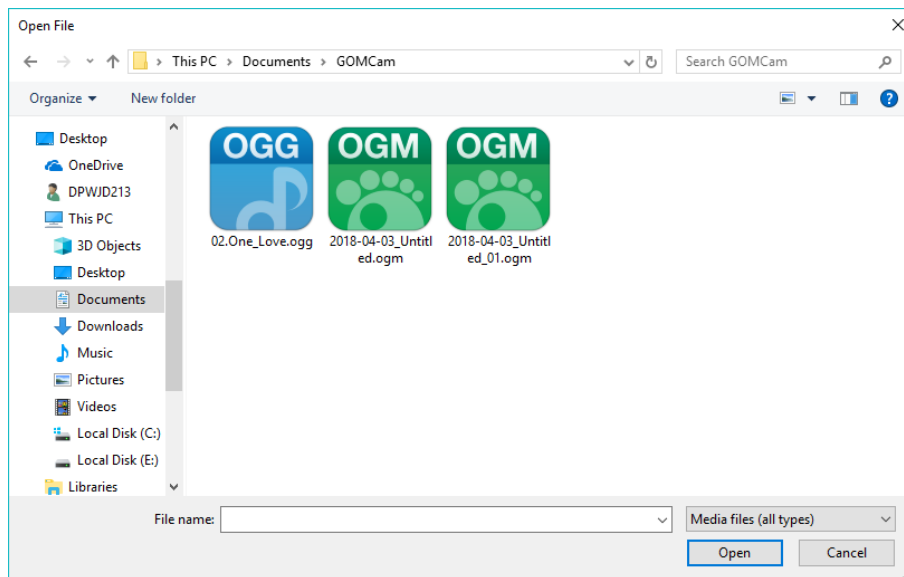 Open File
This PC > Documents > GOMCam
Search GOMCam
Organize
New folder
Desktop
OneDrive
DPWJD213
This PC
3D Objects
Desktop
Documents
Downloads
Music
Pictures
Videos
Local Disk (C:)
Local Disk (E:)
Libraries
OGG
02.One_Love.ogg
OGM
2018-04-03_Untitl
ed.ogm
OGM
2018-04-03_Untitl
ed_01.ogm
File name:
Media files (all types)
Open
Cancel